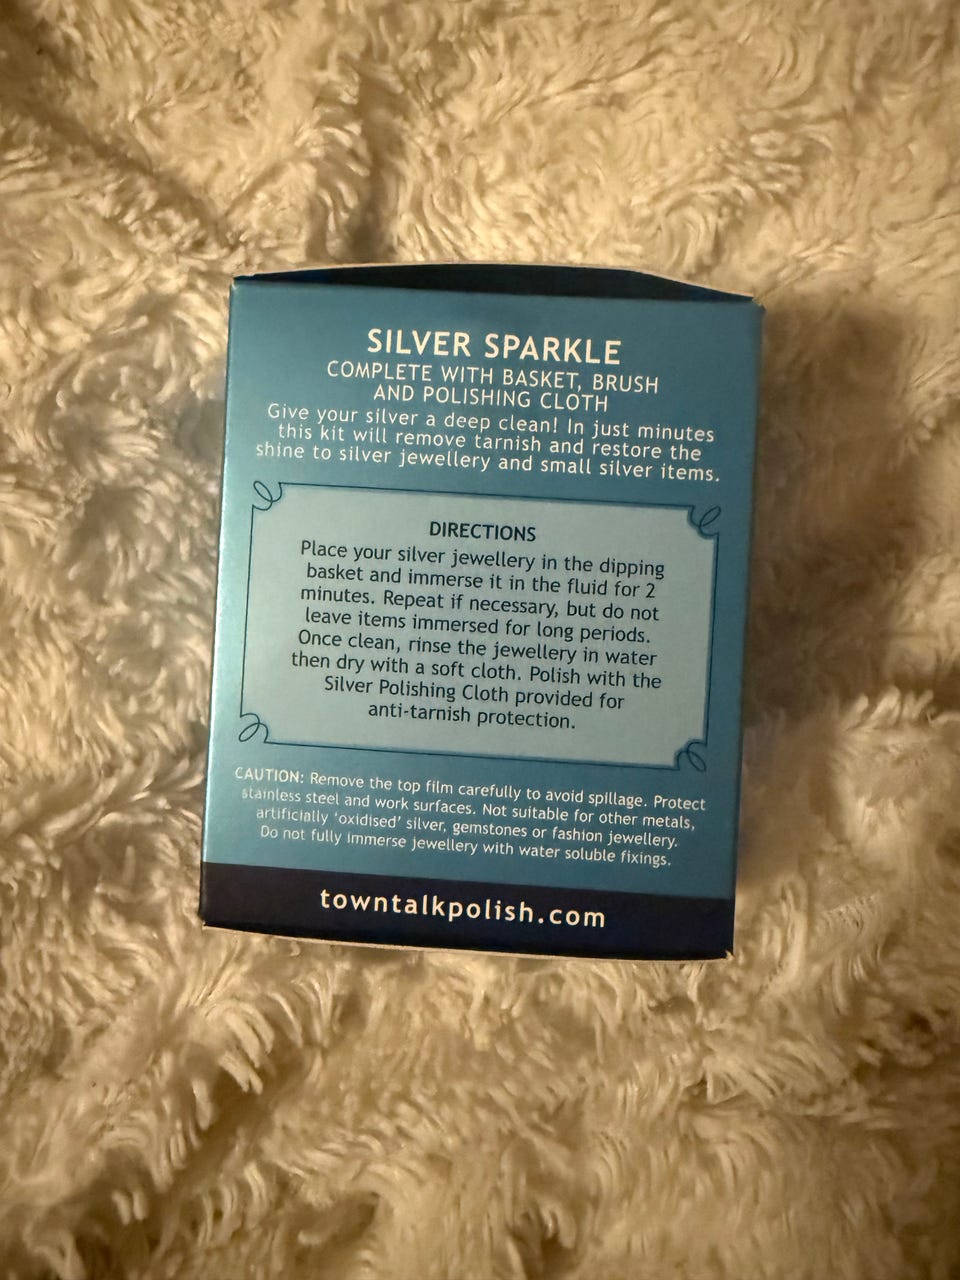 SILVER SPARKLE
COMPLETE WITH BASKET, BRUSH
AND POLISHING CLOTH
Give your silver a deep clean! In just minutes
this kit will remove tarnish and restore the
shine to silver jewellery and small silver items.
DIRECTIONS
Place your silver jewellery in the dipping
basket and immerse it in the fluid for 2
minutes. Repeat if necessary, but do not
leave items immersed for long periods.
Once clean, rinse the jewellery in water
then dry with a soft cloth. Polish with the
Silver Polishing Cloth provided for
anti-tarnish protection.
CAUTION: Remove the top film carefully to avoid spillage. Protect
stainless steel and work surfaces. Not suitable for other metals,
artificially 'oxidised' silver, gemstones or fashion jewellery.
Do not fully immerse jewellery with water soluble fixings.
towntalkpolish.com